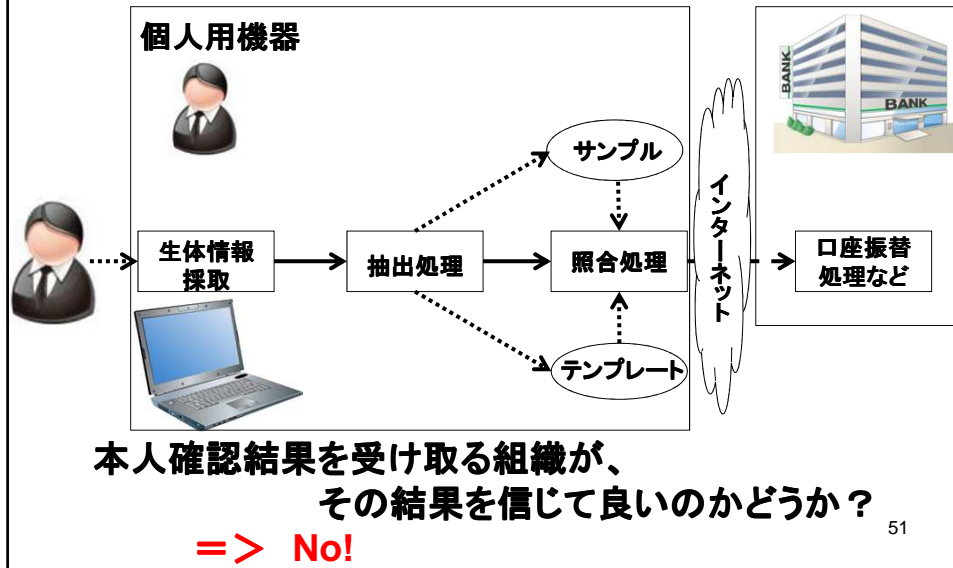 個人用機器
BANK
BANK
サンプル
インターネット
生体情報
採取
抽出処理
照合処理
口座振替
処理など
テンプレート
本人確認結果を受け取る組織が、
その結果を信じて良いのかどうか？
＝＞ No!
51